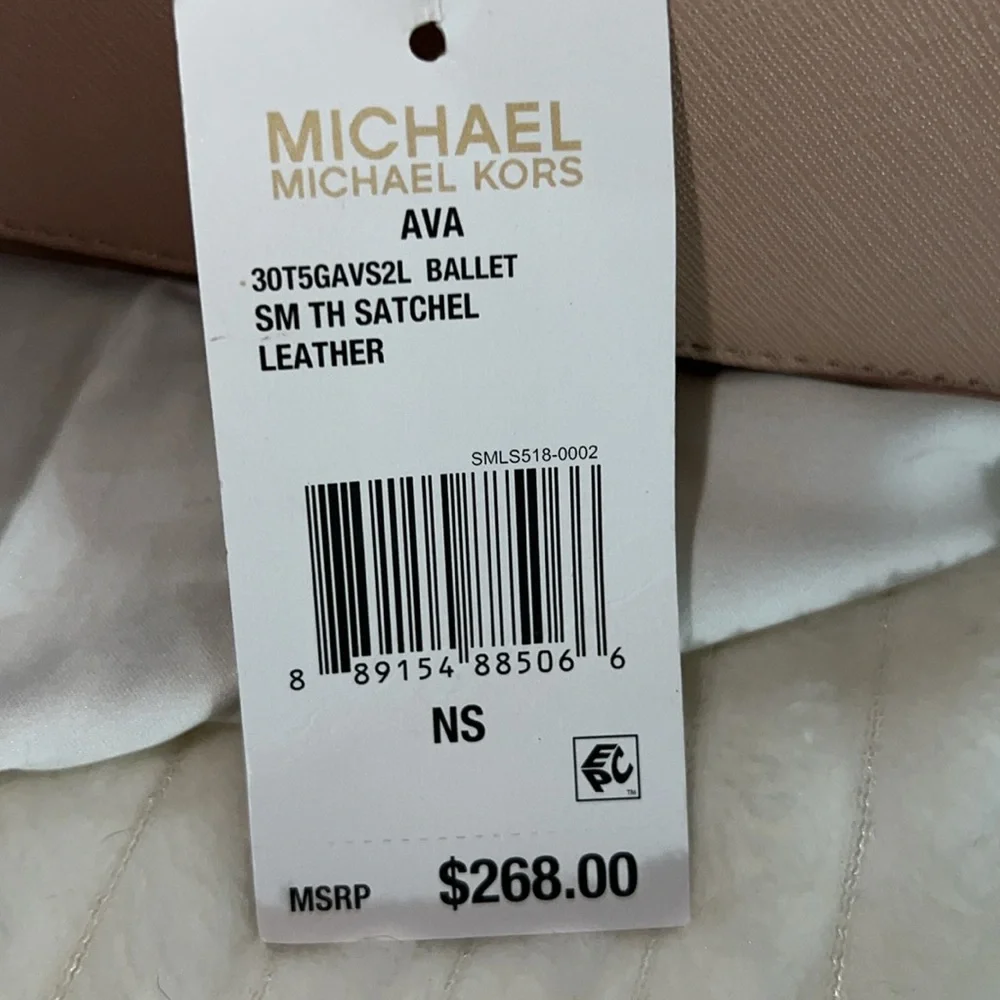 MICHAEL
MICHAEL KORS
AVA
30T5GAVS2L BALLET
SM TH SATCHEL
LEATHER
SMLS518-0002
8 89154 88506 6
NS
EPC
TM
MSRP $268.00